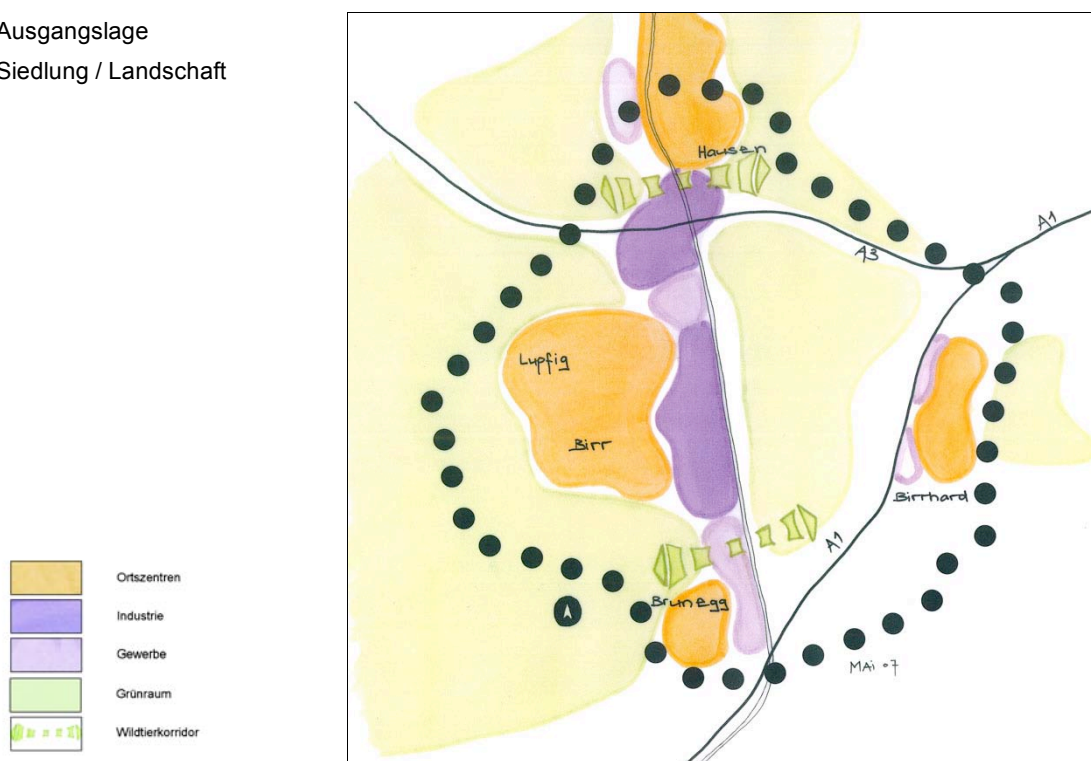 Ausgangslage
Siedlung / Landschaft
Hausen
A1
A3
Lupfig
Birr
Birrhard
A1
Brunegg
MAi 07
Ortszentren
Industrie
Gewerbe
Grünraum
Wildtierkorridor